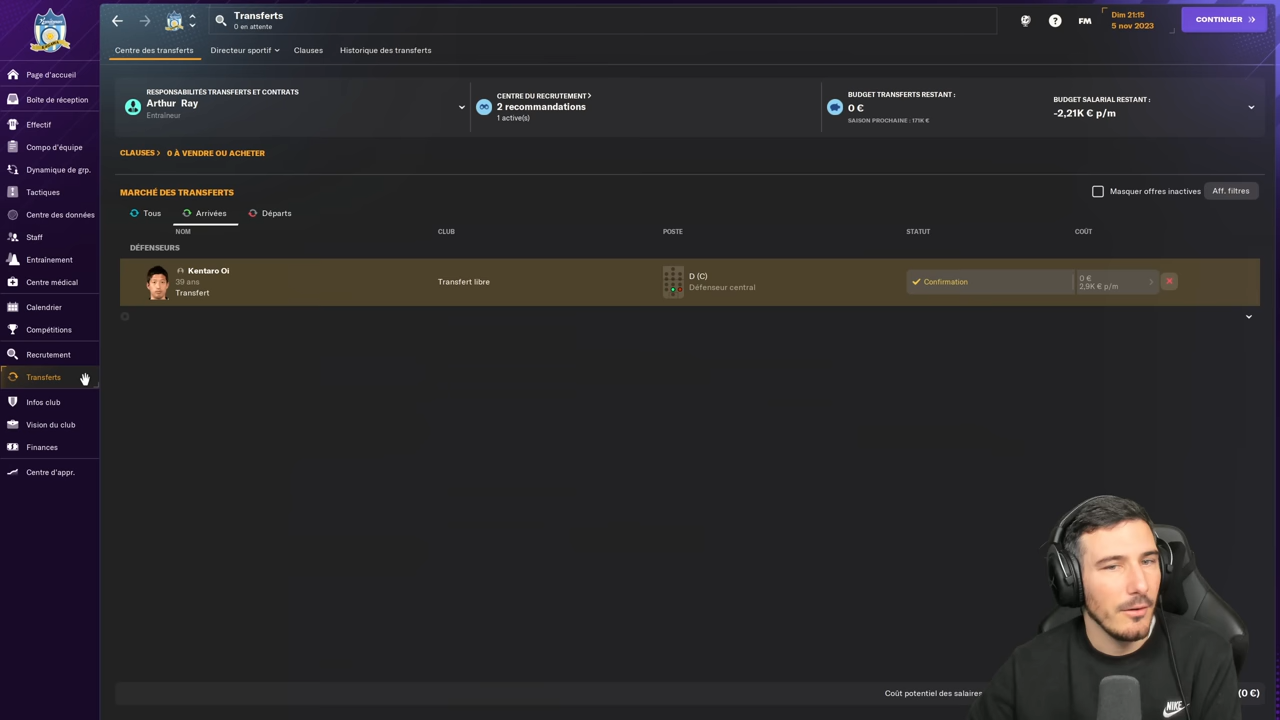 Transferts
0 en attente
Dim 21:15
5 nov 2023
FM
CONTINUER
Centre des transferts
Directeur sportif
Clauses
Historique des transferts
Page d'accueil
Boîte de réception
Effectif
Compo d'équipe
Dynamique de grp.
Tactiques
Centre des données
Staff
Entraînement
Centre médical
Calendrier
Compétitions
Recrutement
Transferts
Infos club
Vision du club
Finances
Centre d'appr.
RESPONSABILITÉS TRANSFERTS ET CONTRATS
Arthur Ray
Entraîneur
CENTRE DU RECRUTEMENT >
2 recommandations
1 active(s)
BUDGET TRANSFERTS RESTANT :
0 €
SAISON PROCHAINE : 171K €
BUDGET SALARIAL RESTANT :
-2,21K € p/m
CLAUSES > 0 À VENDRE OU ACHETER
MARCHÉ DES TRANSFERTS
Masquer offres inactives
Aff. filtres
Tous
Arrivées
Départs
NOM
CLUB
POSTE
STATUT
COÛT
DÉFENSEURS
Kentaro Oi
39 ans
Transfert
Transfert libre
D (C)
Défenseur central
Confirmation
0 €
2,9K € p/m
Coût potentiel des salaires
(0 €)
NIKE